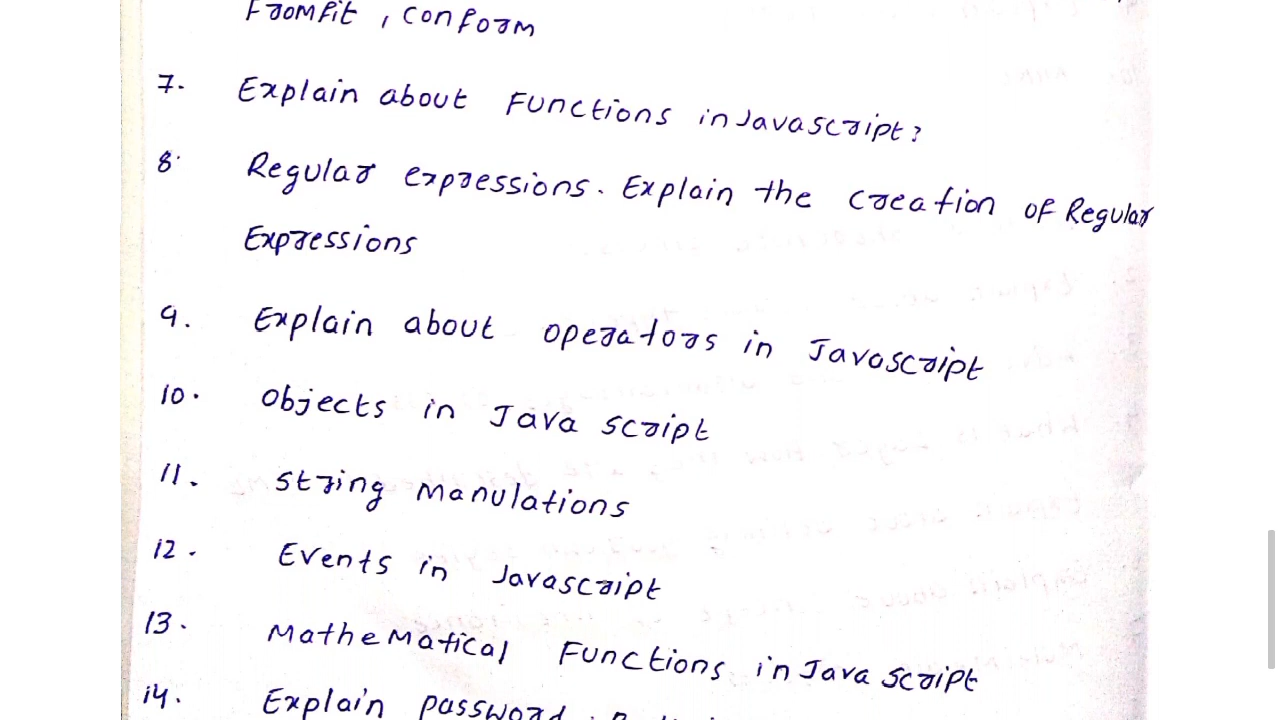 Fromfit, conform
7. Explain about Functions in Javascript?
8. Regular expressions. Explain the creation of Regular
Expressions
9. Explain about operators in Javascript
10. objects in Java script
11. string Manulations
12. Events in Javascript
13. Mathematical Functions in Java script
14. Explain password